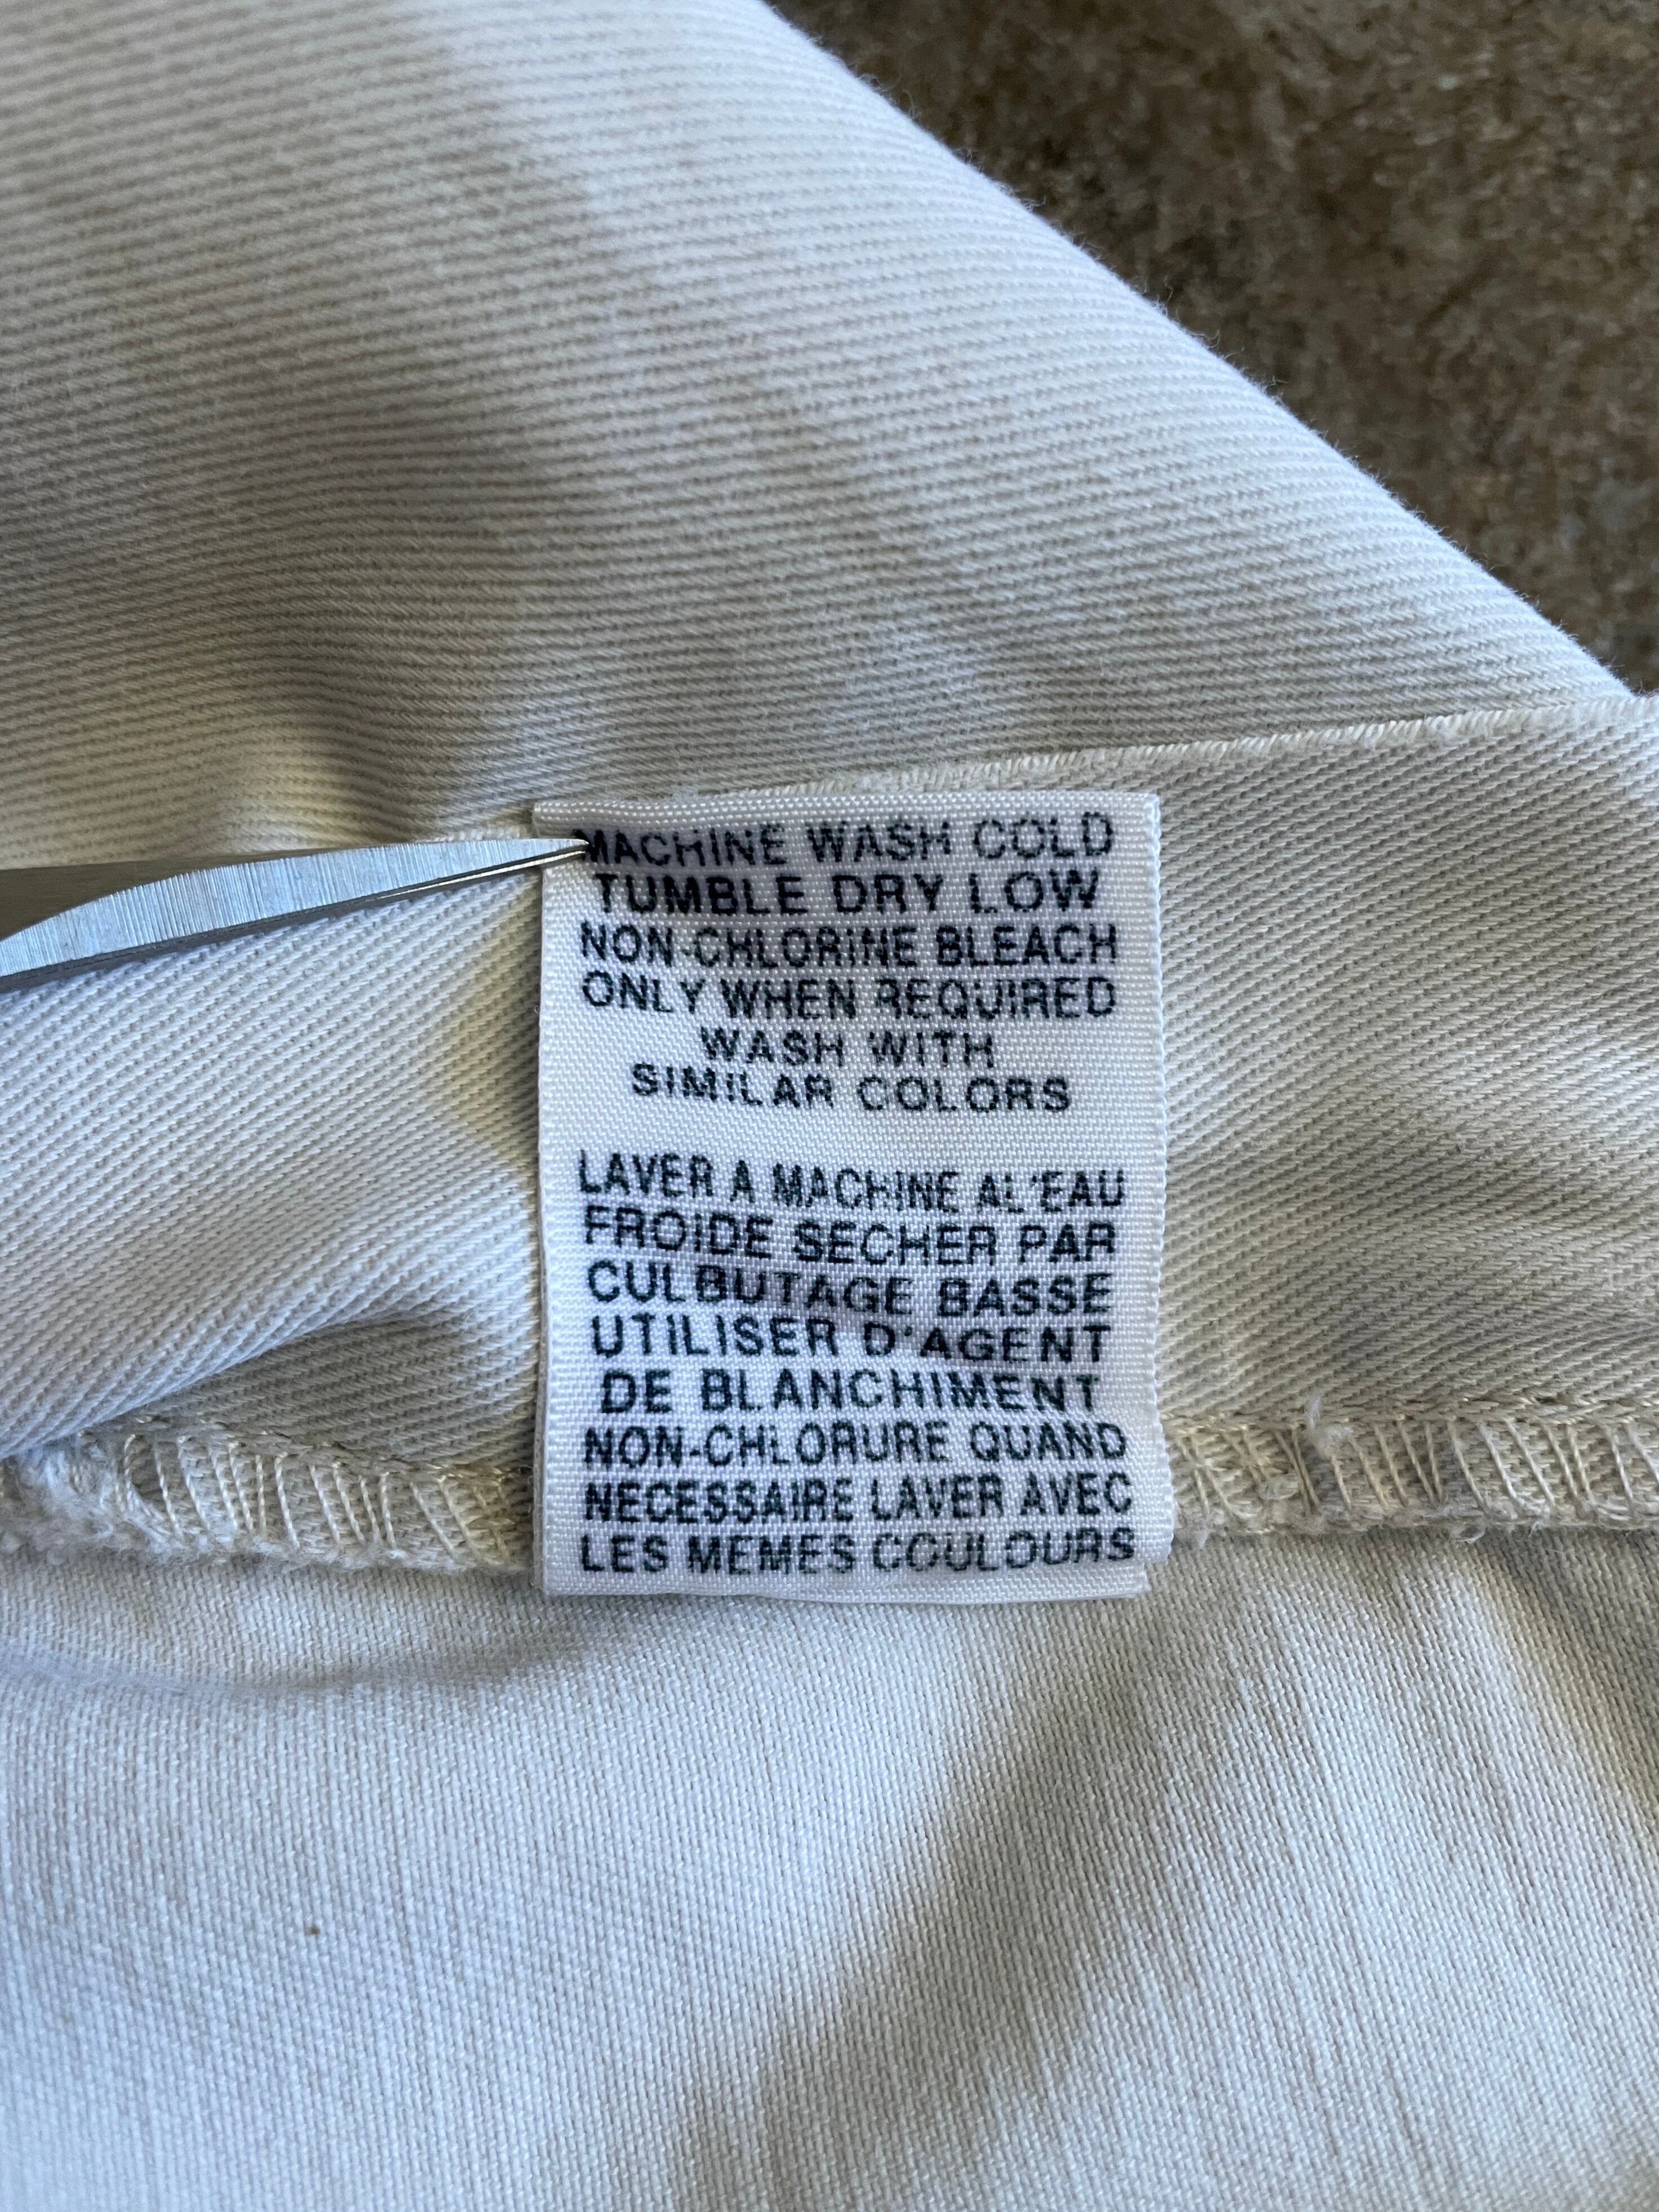 MACHINE WASH COLD
TUMBLE DRY LOW
NON-CHLORINE BLEACH
ONLY WHEN REQUIRED
WASH WITH
SIMILAR COLORS
LAVER A MACHINE A L'EAU
FROIDE SECHER PAR
CULBUTAGE BASSE
UTILISER D'AGENT
DE BLANCHIMENT
NON-CHLORURE QUAND
NECESSAIRE LAVER AVEC
LES MEMES COULOURS